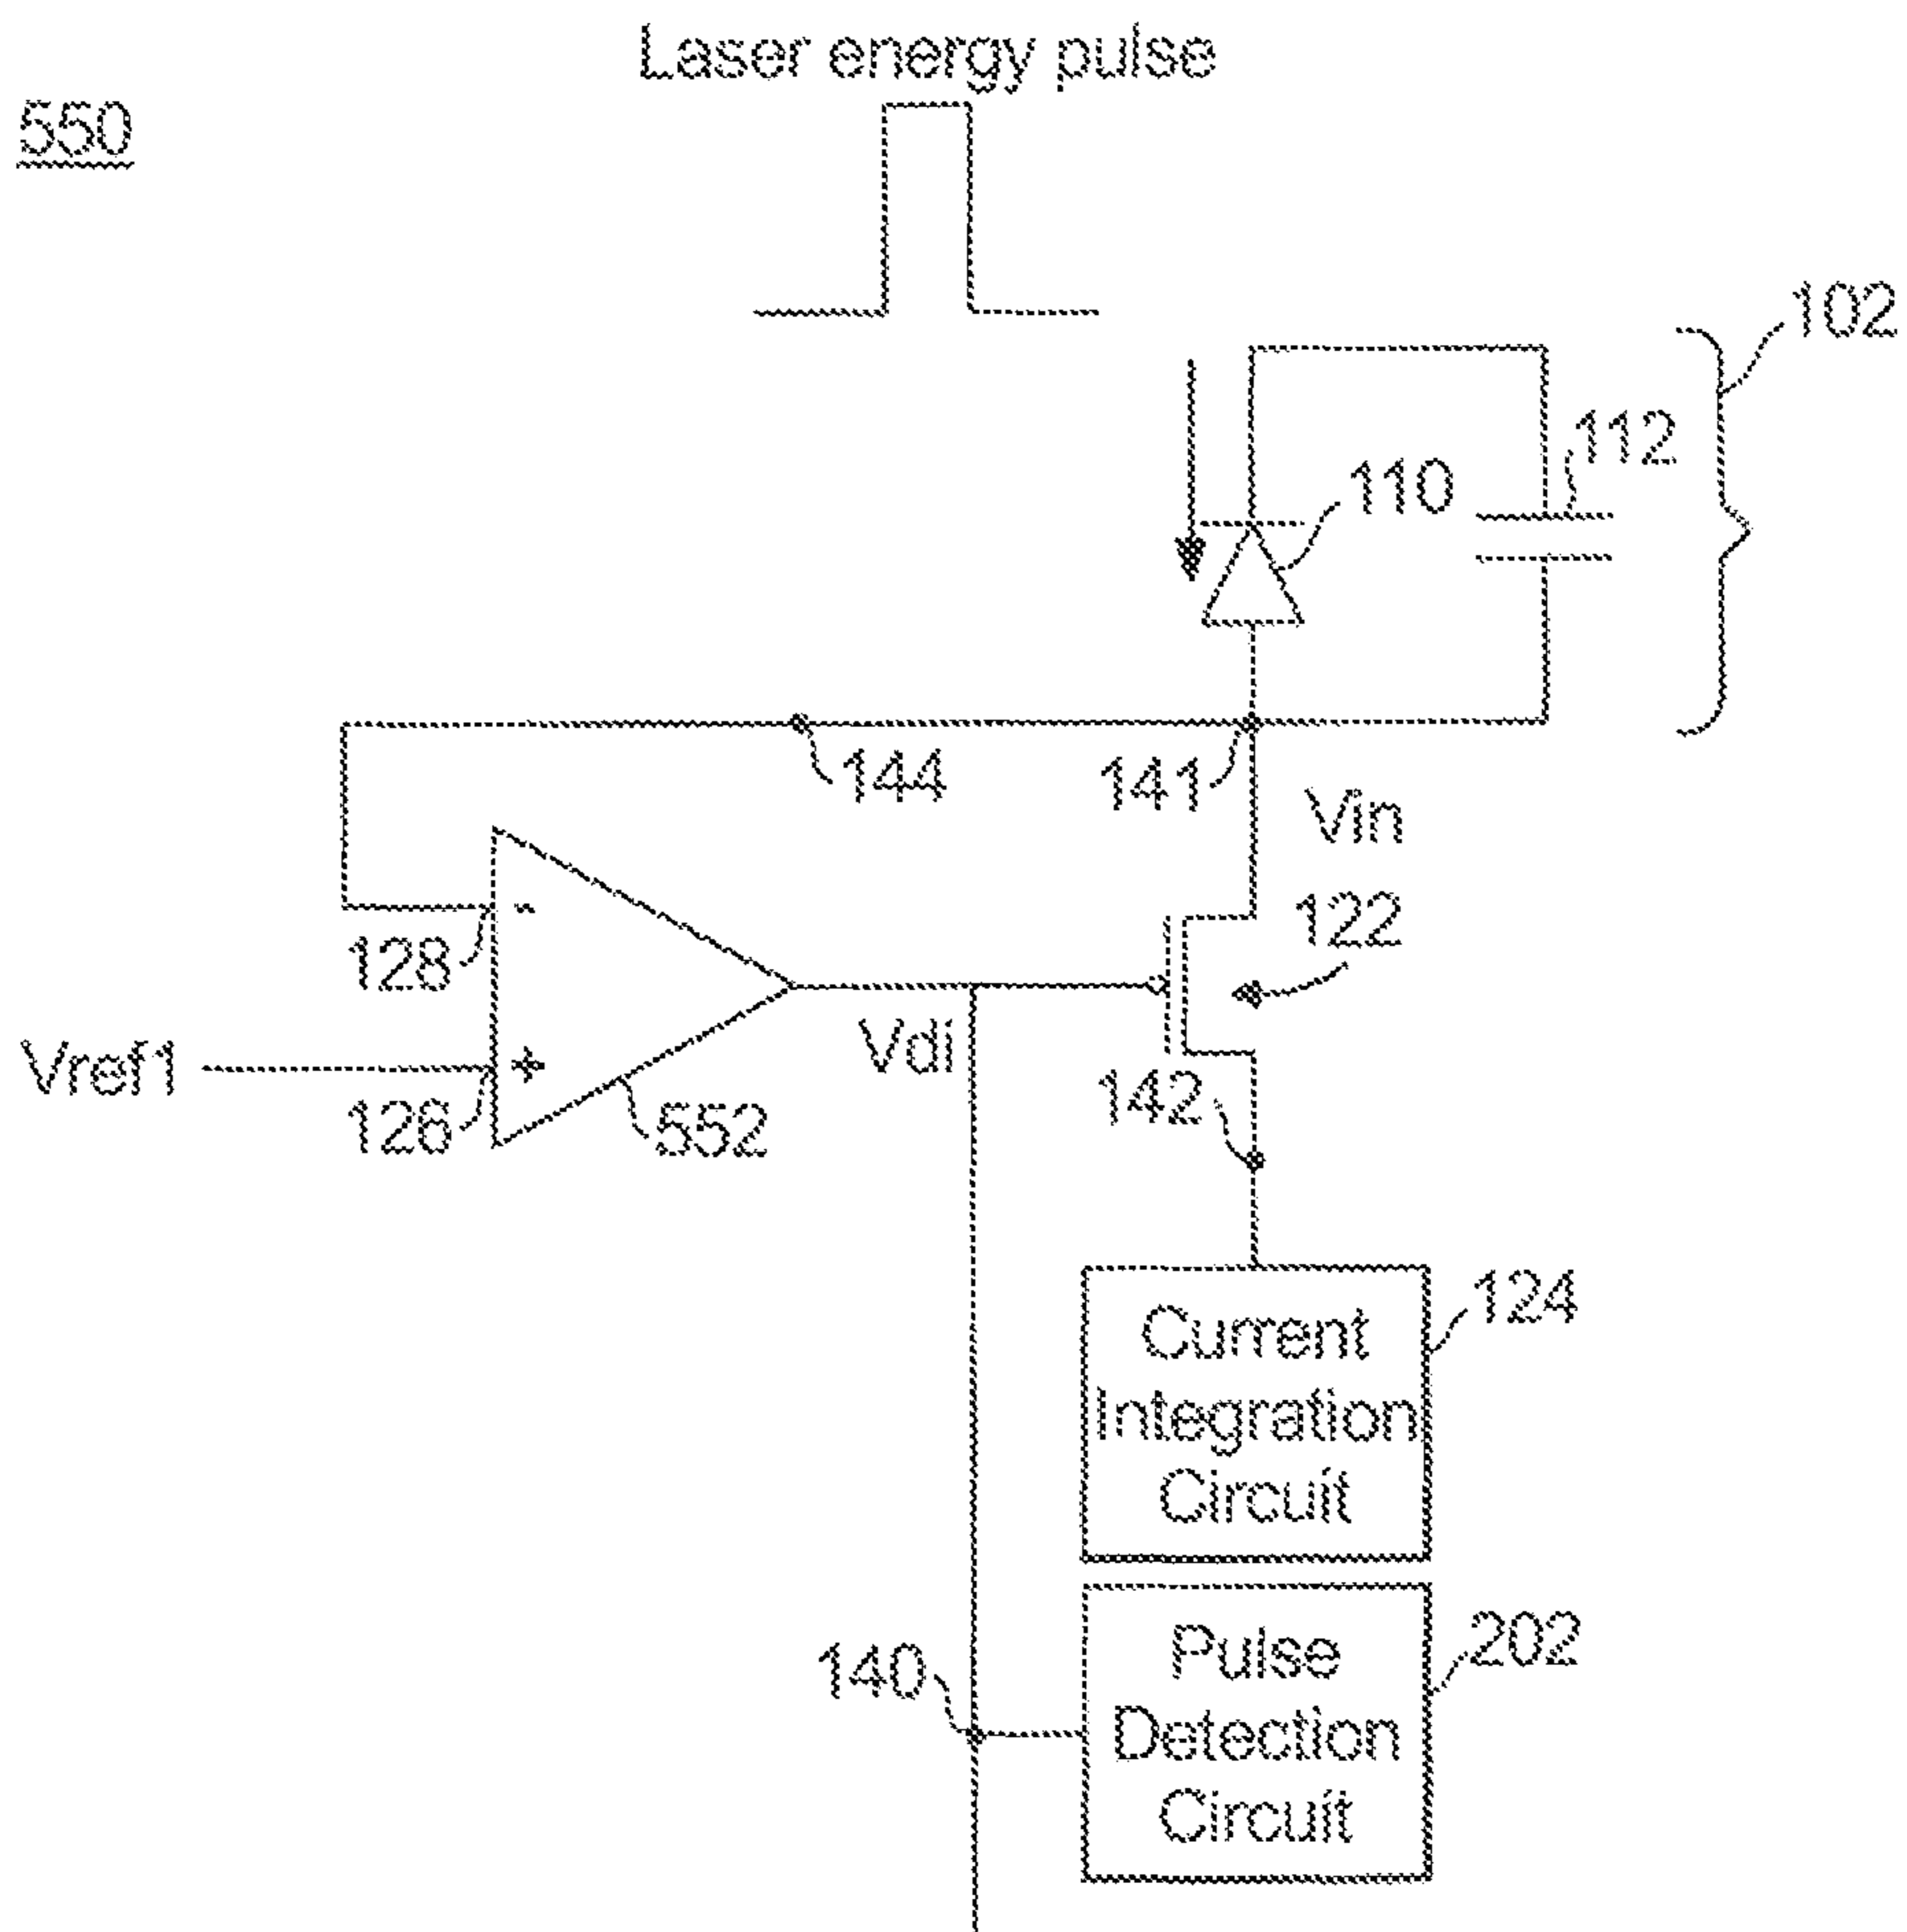 Laser energy pulse
550
102
112
110
144
141
Vin
122
-
128
Vdi
Vref1
+
126
552
142
Current
Integration
Circuit
124
140
Pulse
Detection
Circuit
202